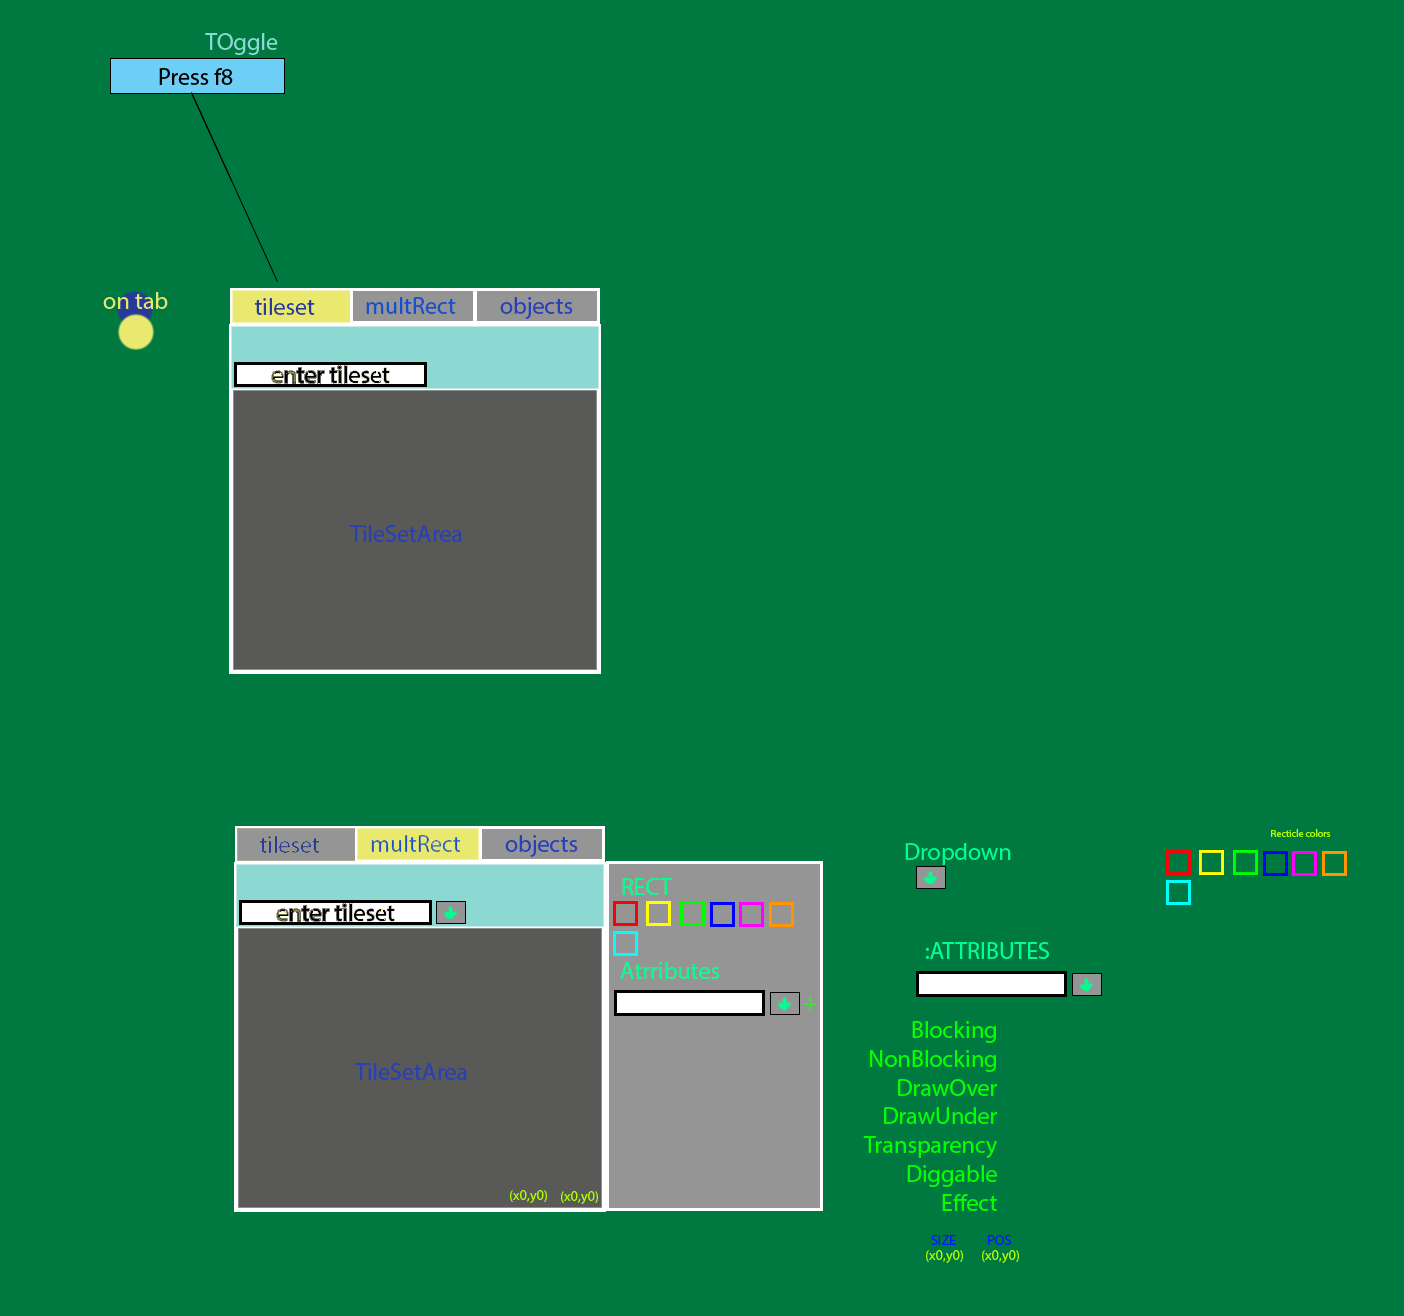 TOggle
Press f8
on tab
tileset multRect objects
enter tileset
TileSetArea
tileset multRect objects
enter tileset
TileSetArea
(x0,y0) (x0,y0)
RECT
Atrributes
+
Dropdown
:ATTRIBUTES
Blocking
NonBlocking
DrawOver
DrawUnder
Transparency
Diggable
Effect
SIZE POS
(x0,y0) (x0,y0)
Recticle colors